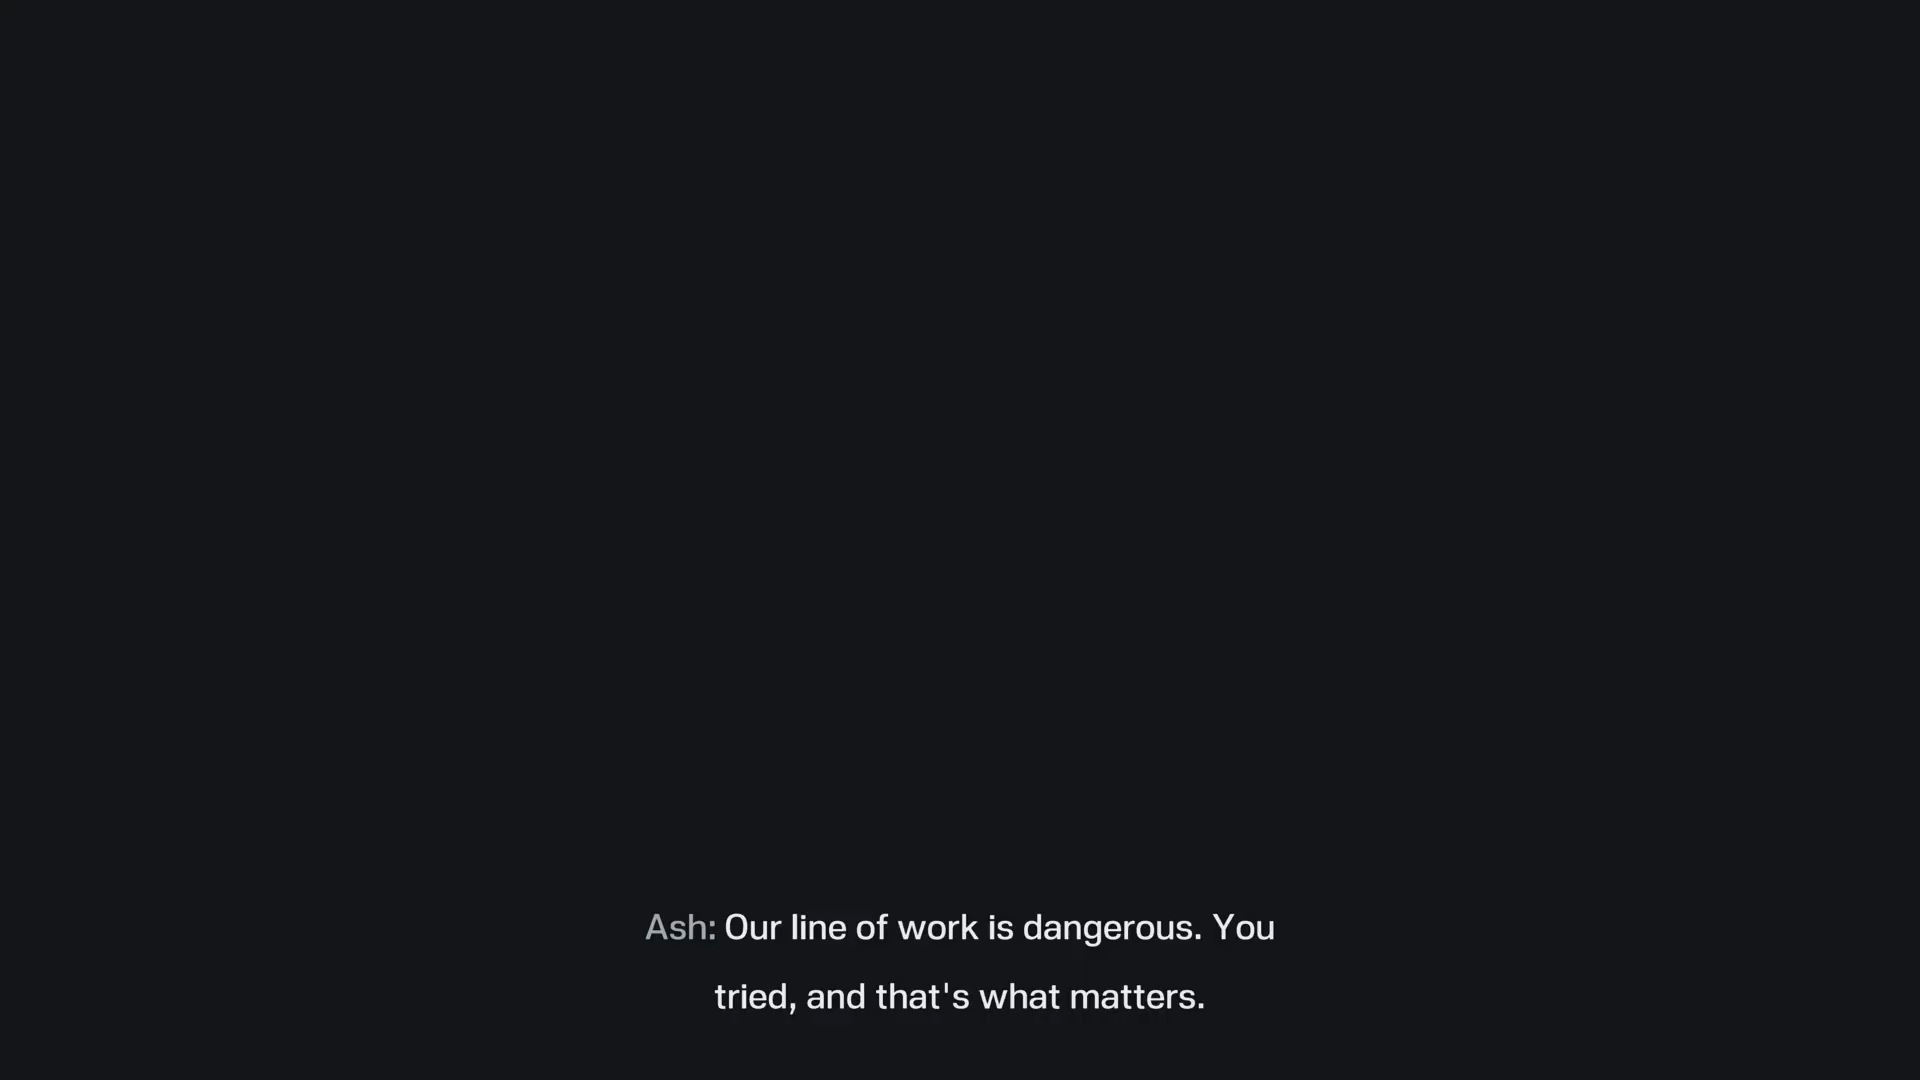 Ash: Our line of work is dangerous. You
tried, and that's what matters.